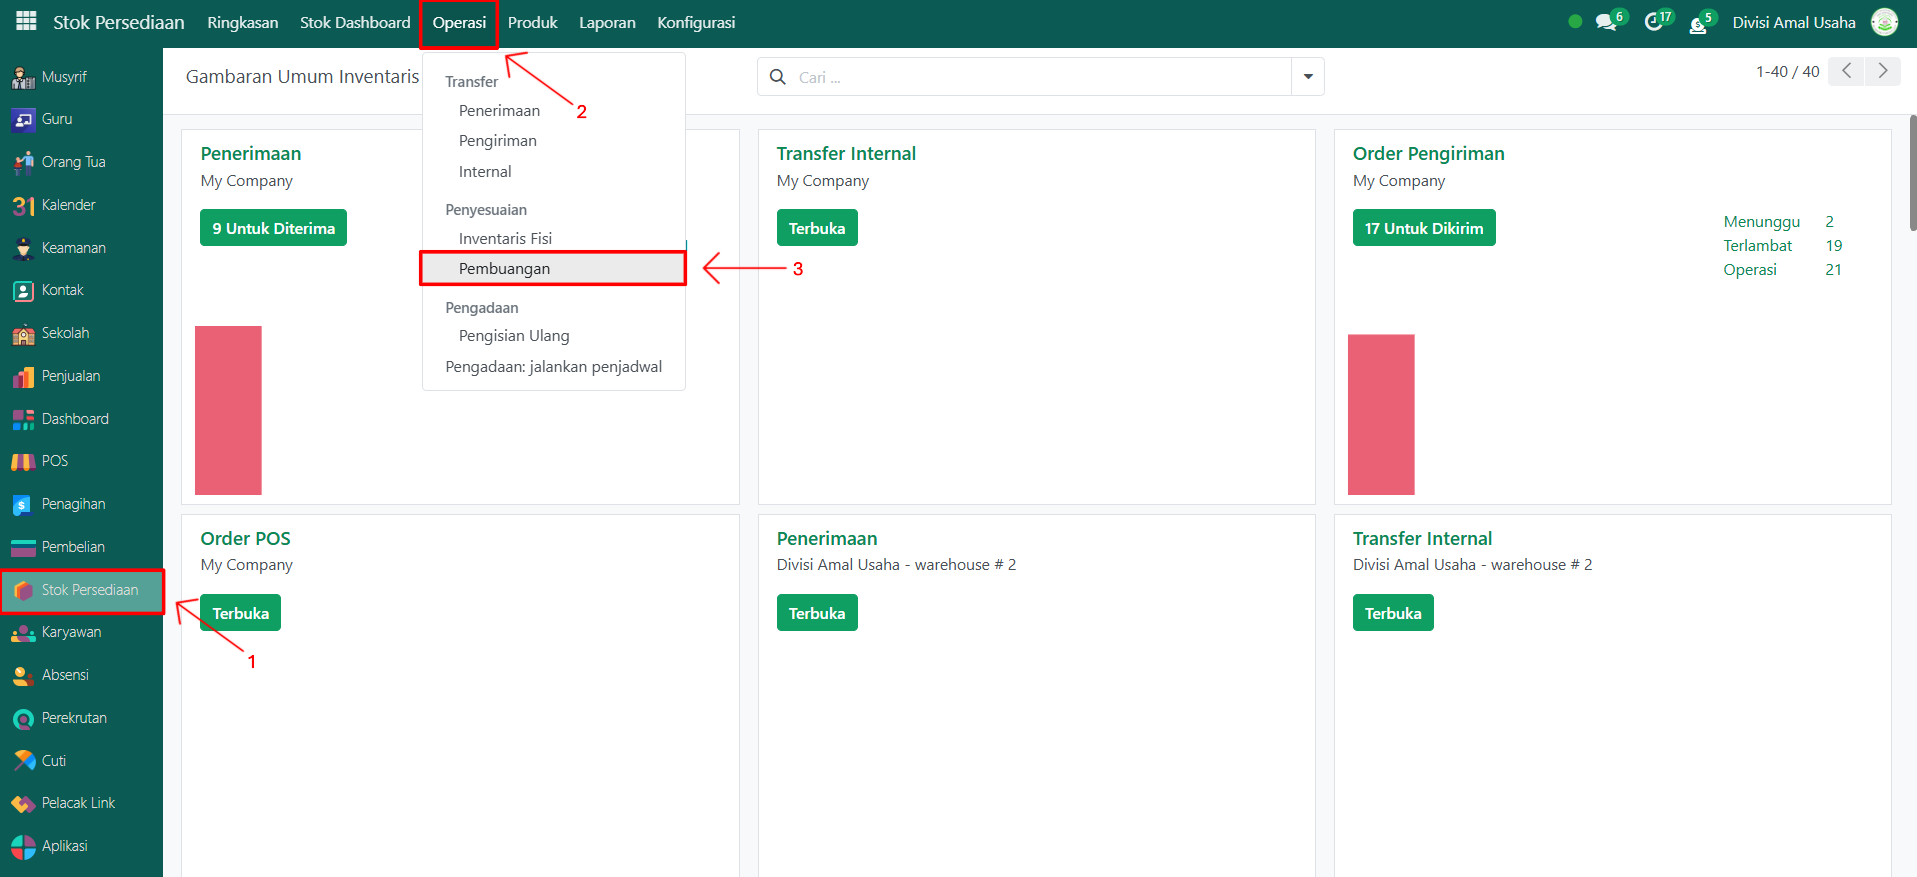 Stok Persediaan Ringkasan Stok Dashboard Operasi Produk Laporan Konfigurasi 6 17 5 Divisi Amal Usaha
Musyrif
Guru
Orang Tua
31 Kalender
Keamanan
Kontak
Sekolah
Penjualan
Dashboard
POS
Penagihan
Pembelian
Stok Persediaan
Karyawan
Absensi
Perekrutan
Cuti
Pelacak Link
Aplikasi
Gambaran Umum Inventaris
Cari ...
1-40 / 40
Transfer
Penerimaan
Pengiriman
Internal
Penyesuaian
Inventaris Fisi
Pembuangan
Pengadaan
Pengisian Ulang
Pengadaan: jalankan penjadwal
1
2
3
Penerimaan
My Company
9 Untuk Diterima
Transfer Internal
My Company
Terbuka
Order Pengiriman
My Company
17 Untuk Dikirim
Menunggu 2
Terlambat 19
Operasi 21
Order POS
My Company
Terbuka
Penerimaan
Divisi Amal Usaha - warehouse # 2
Terbuka
Transfer Internal
Divisi Amal Usaha - warehouse # 2
Terbuka